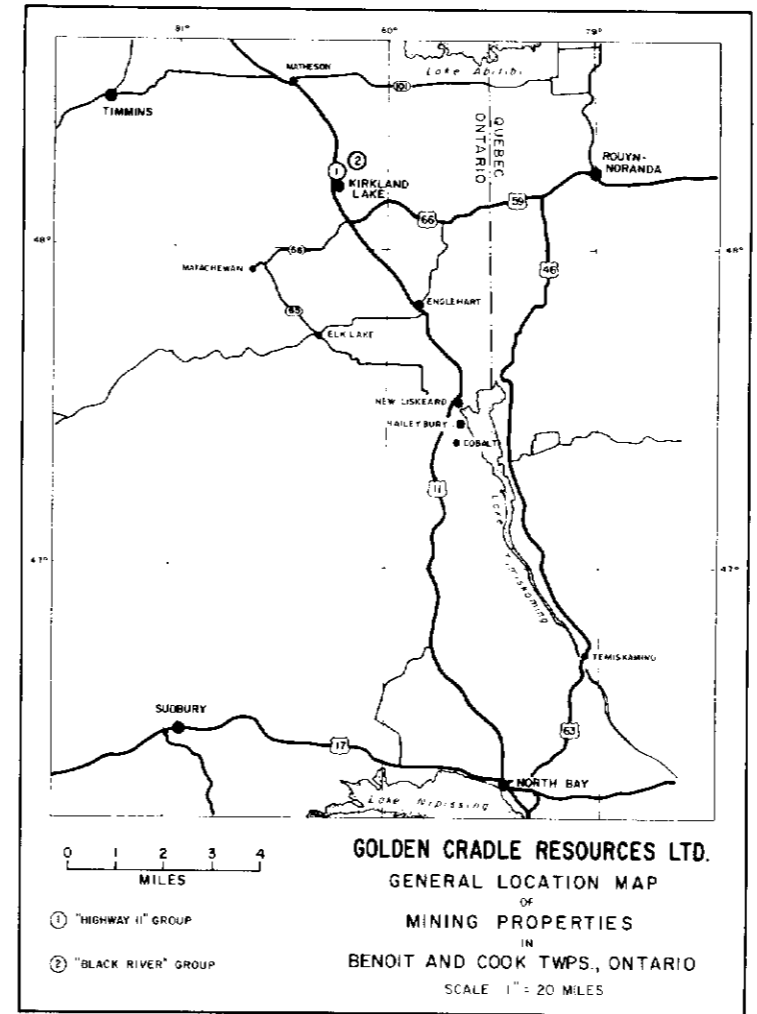 81°
80°
79°
MATHESON
Lake Abitibi
101
TIMMINS
QUEBEC
ONTARIO
2
1
KIRKLAND
LAKE
ROUYN-
NORANDA
59
66
48°
48°
66
46
MATACHEWAN
65
ENGLEHART
ELK LAKE
NEW LISKEARD
HAILEYBURY
COBALT
11
Lake Timiskaming
47°
47°
TEMISKAMING
SUDBURY
17
63
NORTH BAY
Lake Nipissing
0 1 2 3 4
MILES
GOLDEN CRADLE RESOURCES LTD.
GENERAL LOCATION MAP
OF
MINING PROPERTIES
IN
BENOIT AND COOK TWPS., ONTARIO
SCALE 1" = 20 MILES
1 "HIGHWAY 11" GROUP
2 "BLACK RIVER" GROUP